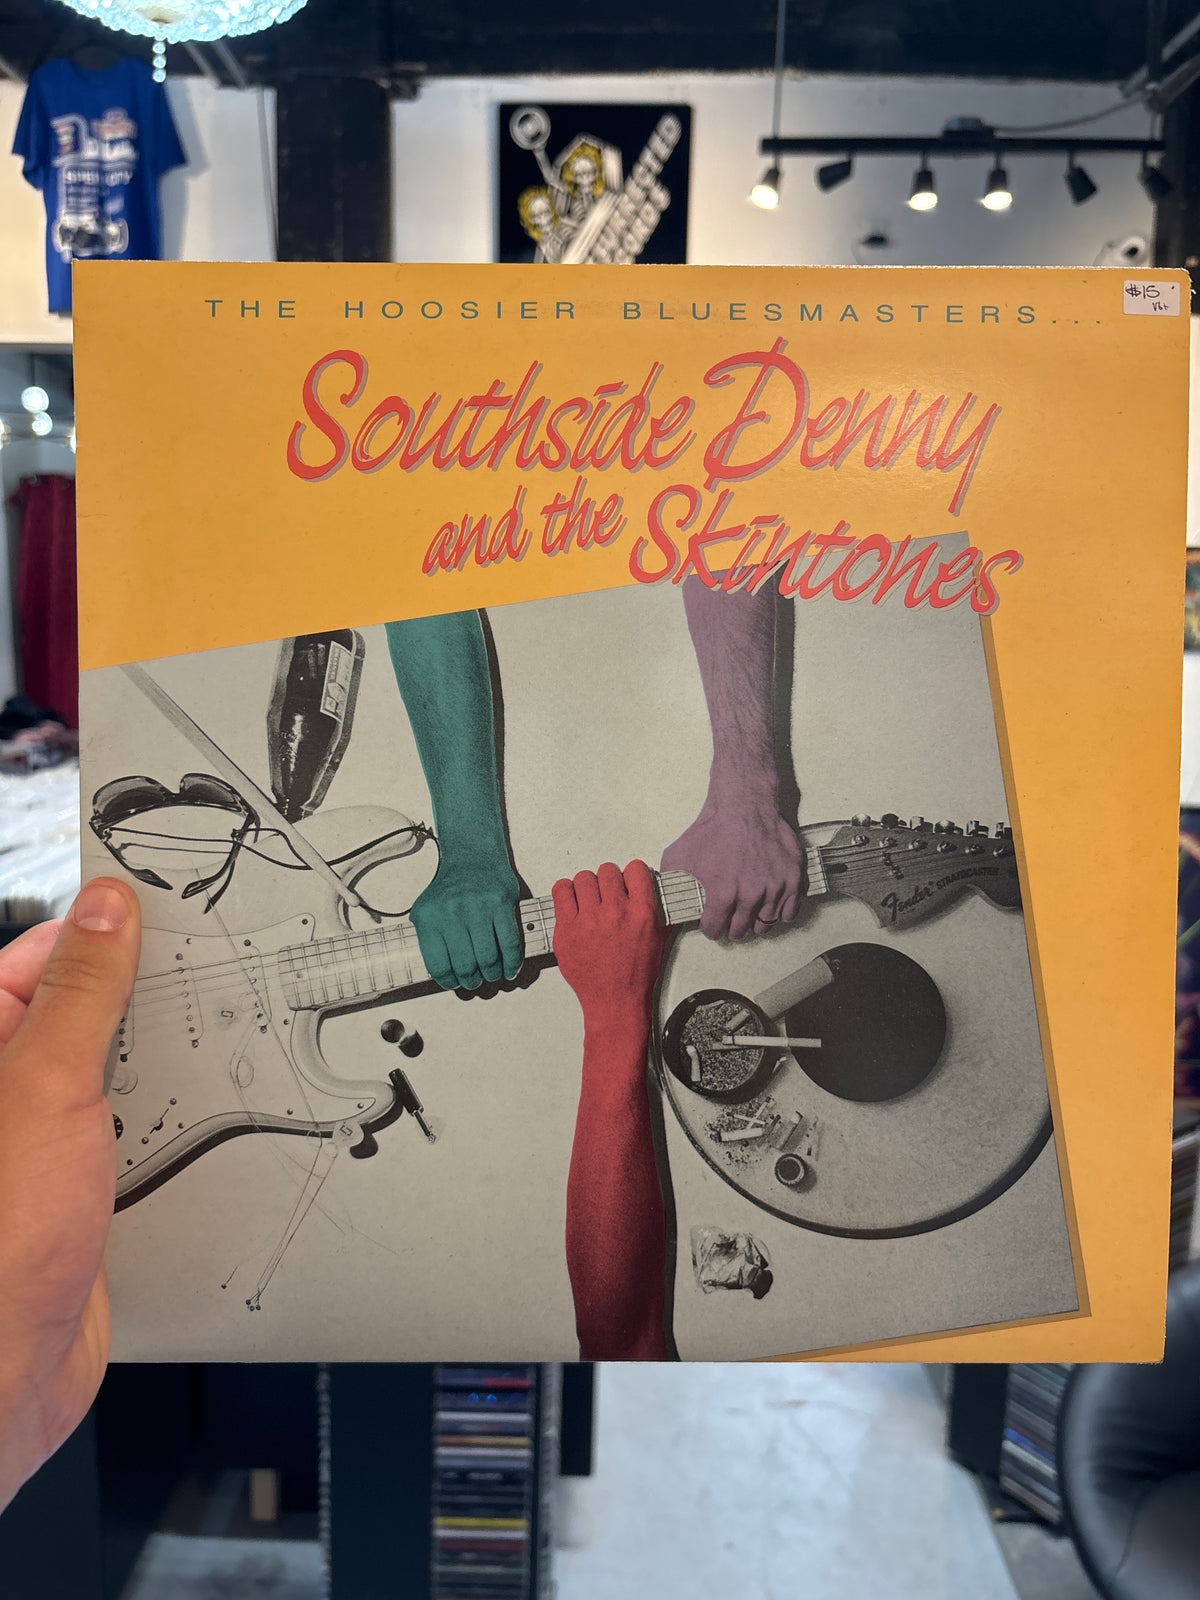 THE HOOSIER BLUESMASTERS...
$15
Southside Denny
and the Skintones
Fender STRATOCASTER